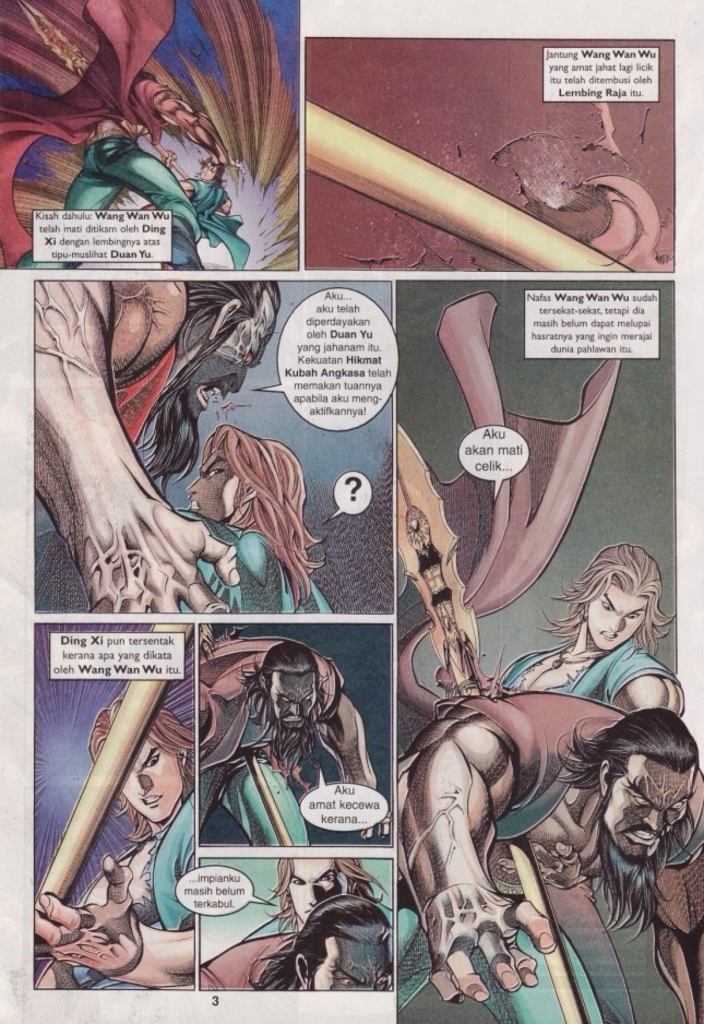 Kisah dahulu: Wang Wan Wu
telah mati ditikam oleh Ding
Xi dengan lembingnya atas
tipu-muslihat Duan Yu.
Jantung Wang Wan Wu
yang amat jahat lagi licik
itu telah ditembusi oleh
Lembing Raja itu.
Aku...
aku telah
diperdayakan
oleh Duan Yu
yang jahanam itu.
Kekuatan Hikmat
Kubah Angkasa telah
memakan tuannya
apabila aku meng-
aktifkannya!
?
Nafas Wang Wan Wu sudah
tersekat-sekat, tetapi dia
masih belum dapat melupai
hasratnya yang ingin merajai
dunia pahlawan itu.
Aku
akan mati
celik...
Ding Xi pun tersentak
kerana apa yang dikata
oleh Wang Wan Wu itu.
Aku
amat kecewa
kerana...
...impianku
masih belum
terkabul.
3